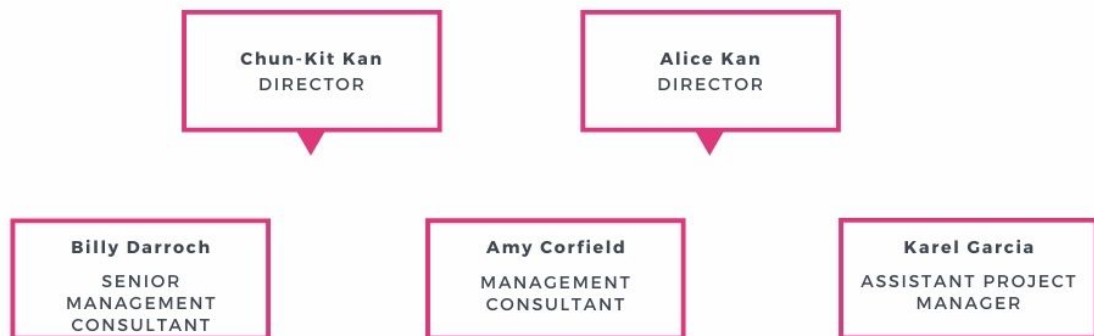 Chun-Kit Kan
DIRECTOR
Alice Kan
DIRECTOR
Billy Darroch
SENIOR
MANAGEMENT
CONSULTANT
Amy Corfield
MANAGEMENT
CONSULTANT
Karel Garcia
ASSISTANT PROJECT
MANAGER